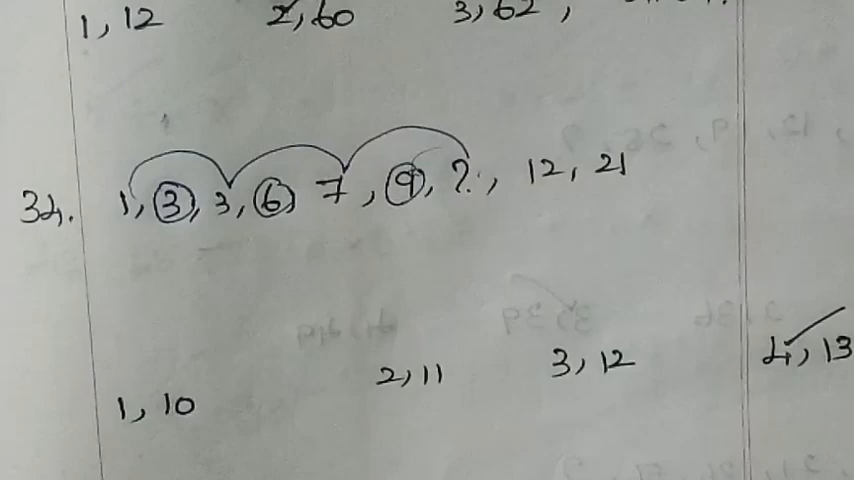 1, 12 2, 60 3, 62,
34. 1, 3, 3, 6, 7, 9, ?, 12, 21
1, 10 2, 11 3, 12 4, 13